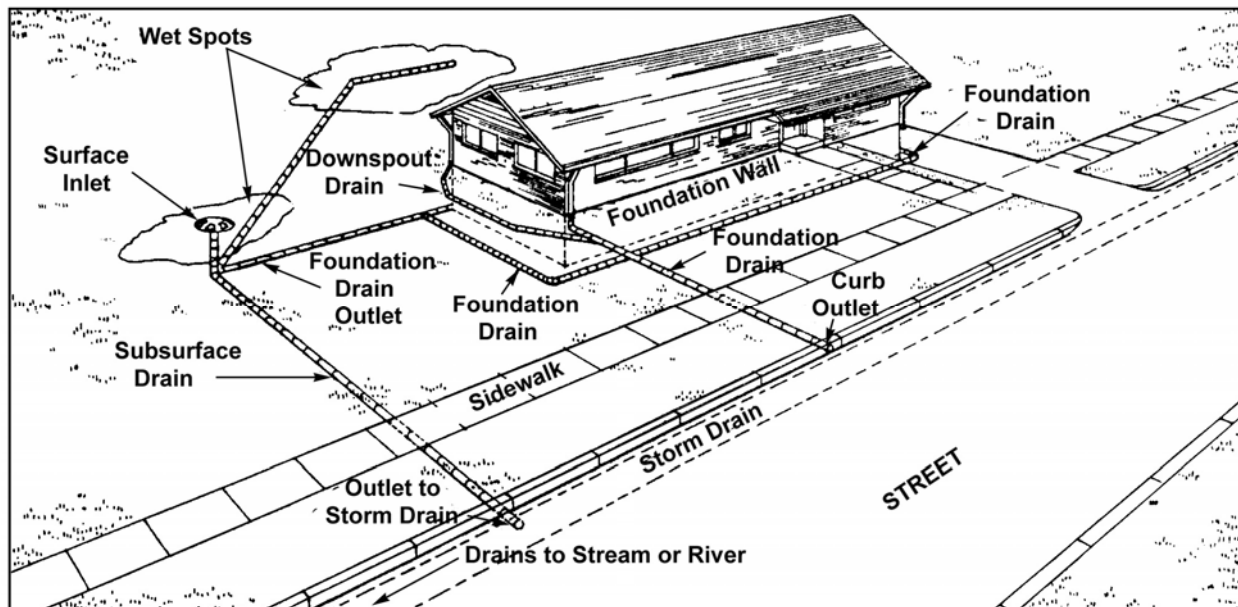 Wet Spots
Surface
Inlet
Downspout
Drain
Foundation
Drain
Foundation Wall
Foundation
Drain
Outlet
Foundation
Drain
Foundation
Drain
Curb
Outlet
Subsurface
Drain
Sidewalk
Storm Drain
STREET
Outlet to
Storm Drain
Drains to Stream or River